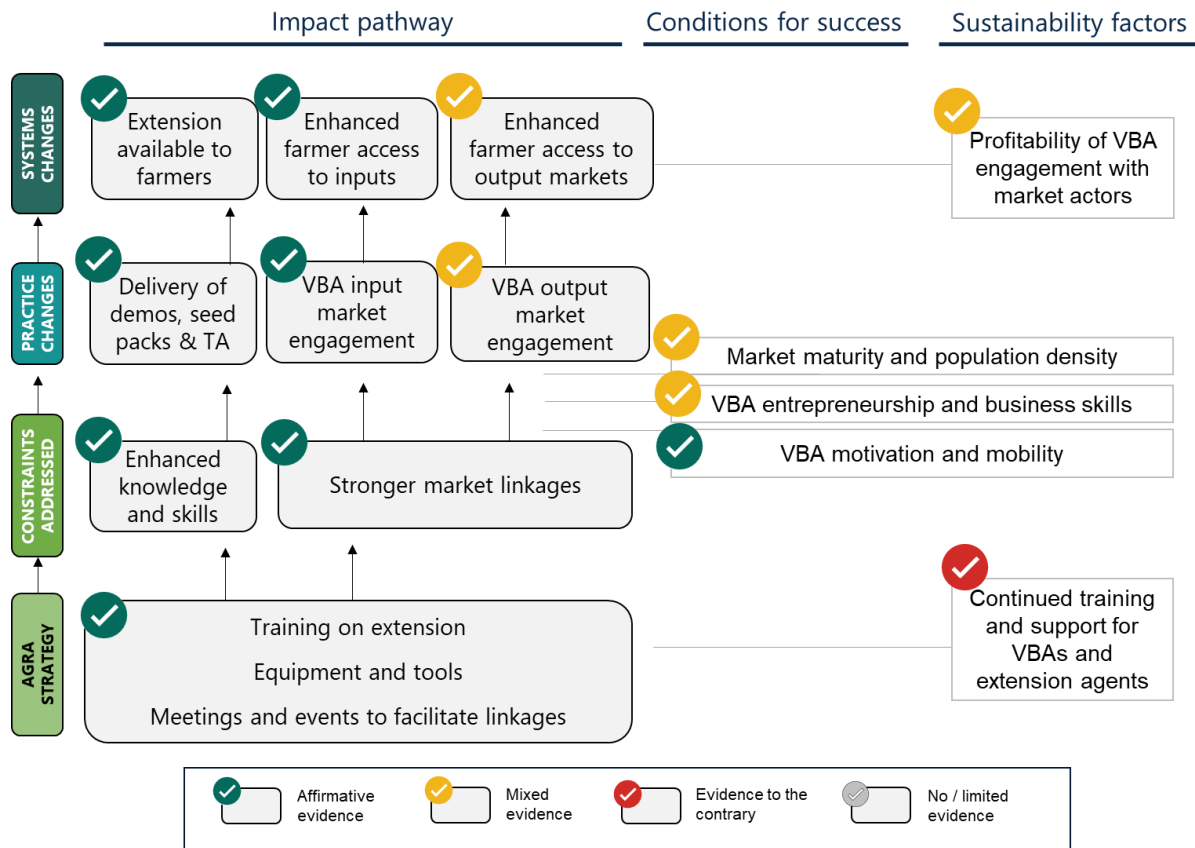 Impact pathway
Conditions for success
Sustainability factors
SYSTEMS
CHANGES
Extension
available to
farmers
Enhanced
farmer access
to inputs
Enhanced
farmer access to
output markets
Profitability of VBA
engagement with
market actors
PRACTICE
CHANGES
Delivery of
demos, seed
packs & TA
VBA input
market
engagement
VBA output
market
engagement
Market maturity and population density
VBA entrepreneurship and business skills
VBA motivation and mobility
CONSTRAINTS
ADDRESSED
Enhanced
knowledge
and skills
Stronger market linkages
AGRA
STRATEGY
Training on extension
Equipment and tools
Meetings and events to facilitate linkages
Continued training
and support for
VBAs and
extension agents
Affirmative
evidence
Mixed
evidence
Evidence to the
contrary
No / limited
evidence